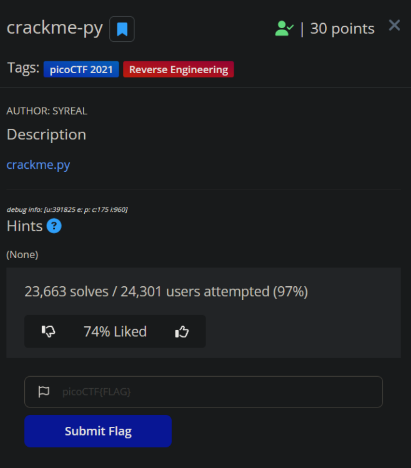 crackme-py
| 30 points
Tags: picoCTF 2021 Reverse Engineering
AUTHOR: SYREAL
Description
crackme.py
debug info: [u:391825 e: p: c:175 i:960]
Hints ?
(None)
23,663 solves / 24,301 users attempted (97%)
74% Liked
picoCTF{FLAG}
Submit Flag